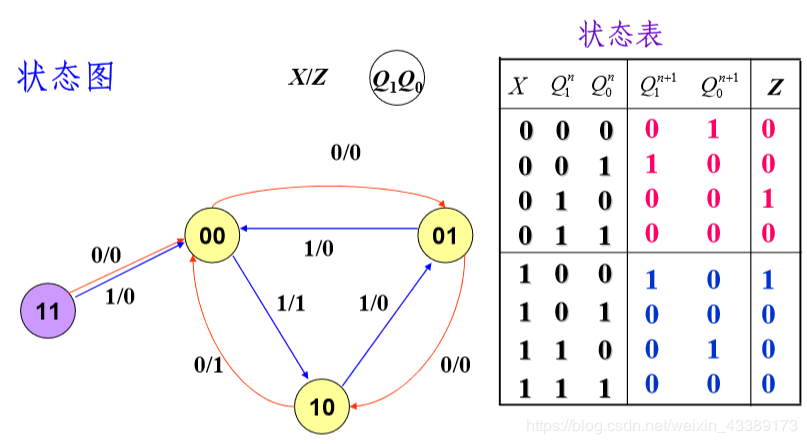 状态图
X/Z
Q₁Q₀
0/0
00
01
1/0
0/0
1/0
11
1/1
1/0
0/1
0/0
10
状态表
X Q₁ⁿ Q₀ⁿ Q₁ⁿ⁺¹ Q₀ⁿ⁺¹ Z
0 0 0 0 1 0
0 0 1 1 0 0
0 1 0 0 0 1
0 1 1 0 0 0
1 0 0 1 0 1
1 0 1 0 0 0
1 1 0 0 1 0
1 1 1 0 0 0
https://blog.csdn.net/weixin_43389173